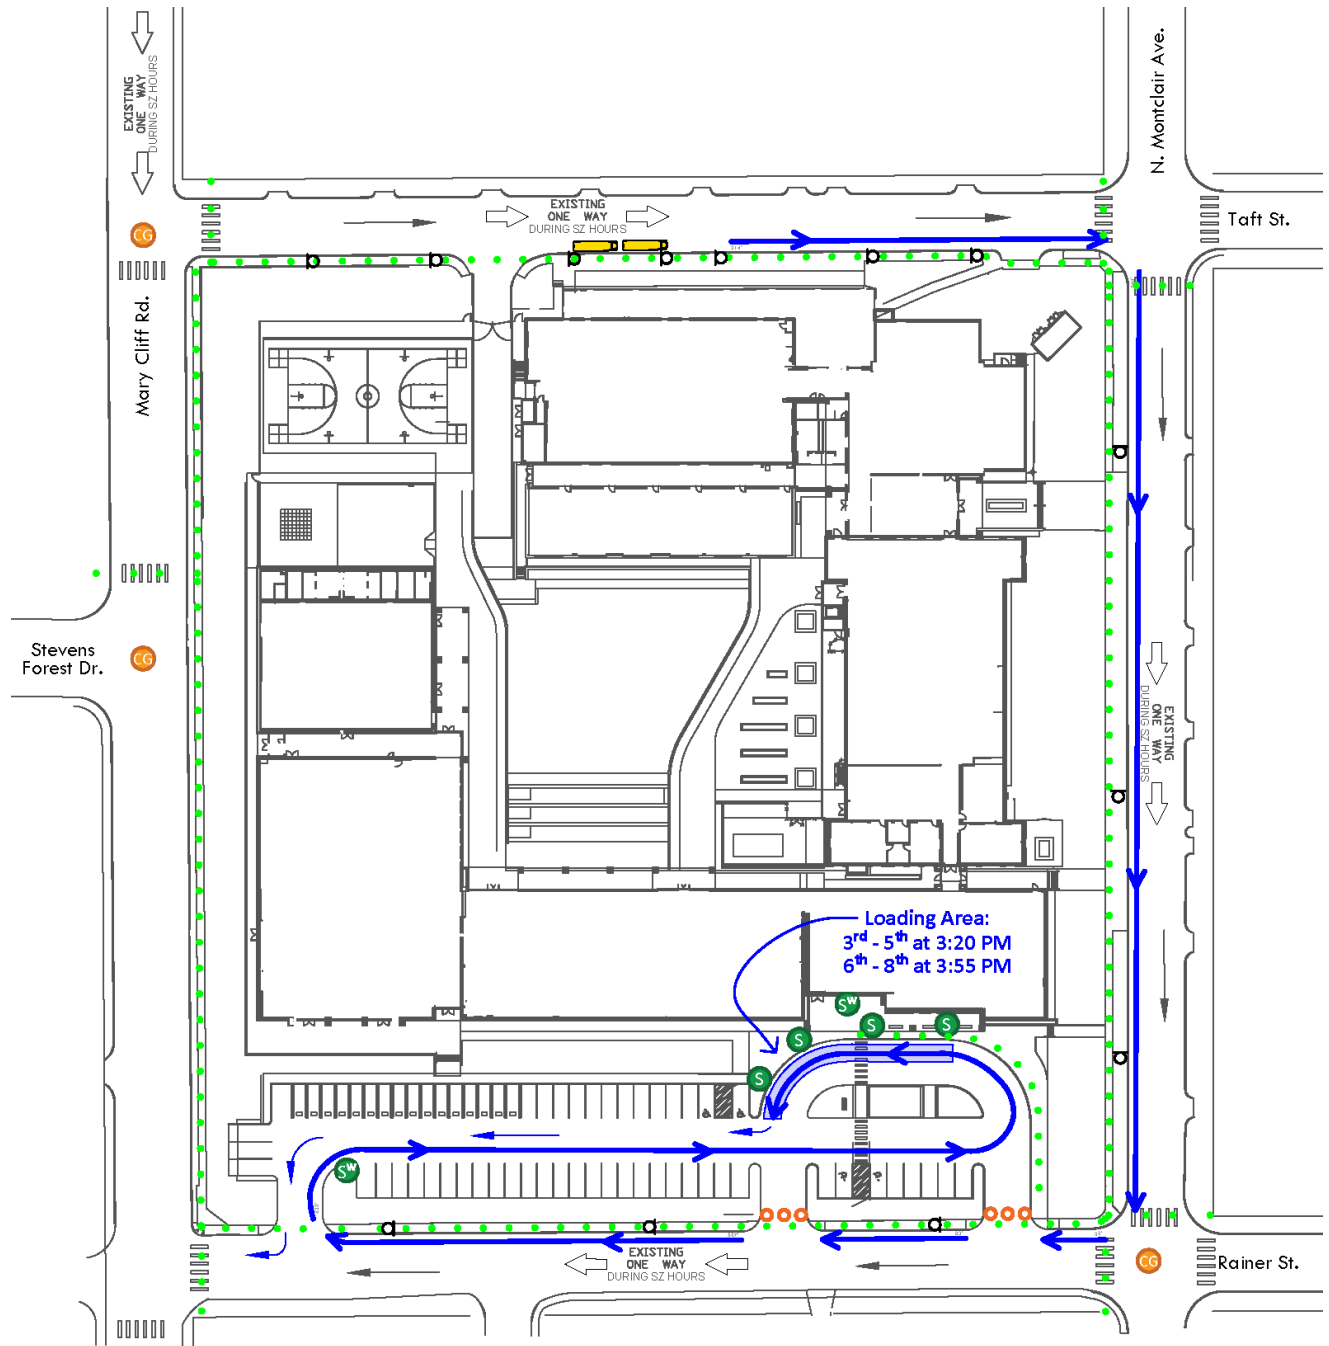 EXISTING
ONE WAY
DURING SZ HOURS
N. Montclair Ave.
EXISTING
ONE WAY
DURING SZ HOURS
Taft St.
CG
Mary Cliff Rd.
Stevens
Forest Dr.
CG
EXISTING
ONE WAY
DURING SZ HOURS
Loading Area:
3rd - 5th at 3:20 PM
6th - 8th at 3:55 PM
SW
S
S
S
S
SW
EXISTING
ONE WAY
DURING SZ HOURS
CG
Rainer St.